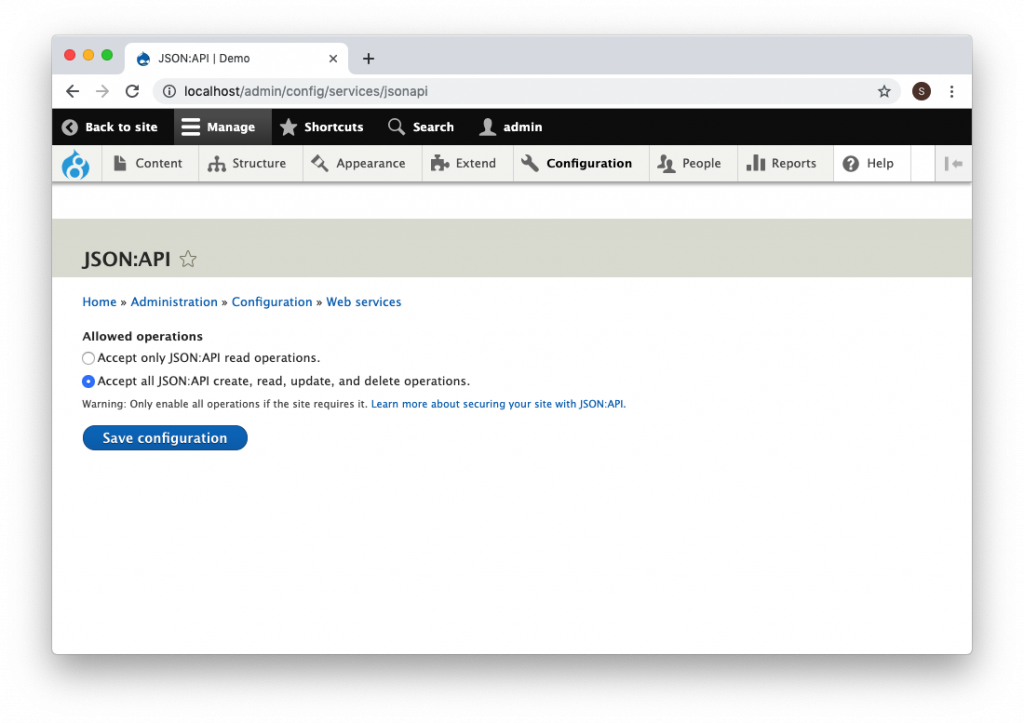 JSON:API | Demo
localhost/admin/config/services/jsonapi
S
Back to site Manage Shortcuts Search admin
Content Structure Appearance Extend Configuration People Reports Help
JSON:API
Home » Administration » Configuration » Web services
Allowed operations
Accept only JSON:API read operations.
Accept all JSON:API create, read, update, and delete operations.
Warning: Only enable all operations if the site requires it. Learn more about securing your site with JSON:API.
Save configuration